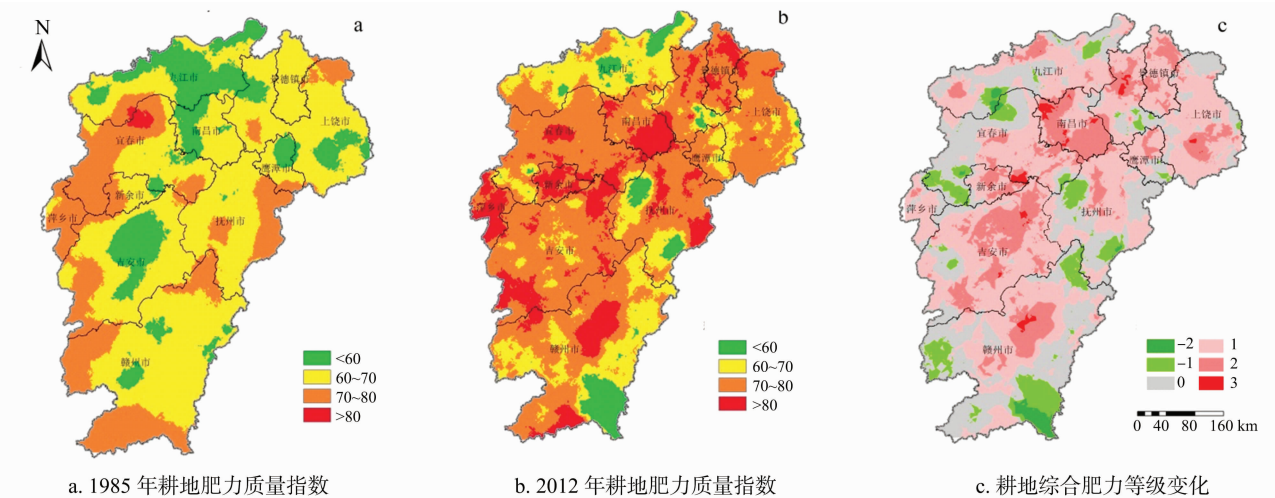 N
a
九江市
景德镇市
上饶市
南昌市
宜春市
鹰潭市
新余市
萍乡市
抚州市
吉安市
赣州市
<60
60~70
70~80
>80
a. 1985 年耕地肥力质量指数
b
九江市
景德镇市
上饶市
南昌市
宜春市
鹰潭市
新余市
抚州市
吉安市
赣州市
<60
60~70
70~80
>80
b. 2012 年耕地肥力质量指数
c
九江市
景德镇市
上饶市
南昌市
宜春市
鹰潭市
新余市
萍乡市
抚州市
吉安市
赣州市
-2 1
-1 2
0 3
0 40 80 160 km
c. 耕地综合肥力等级变化